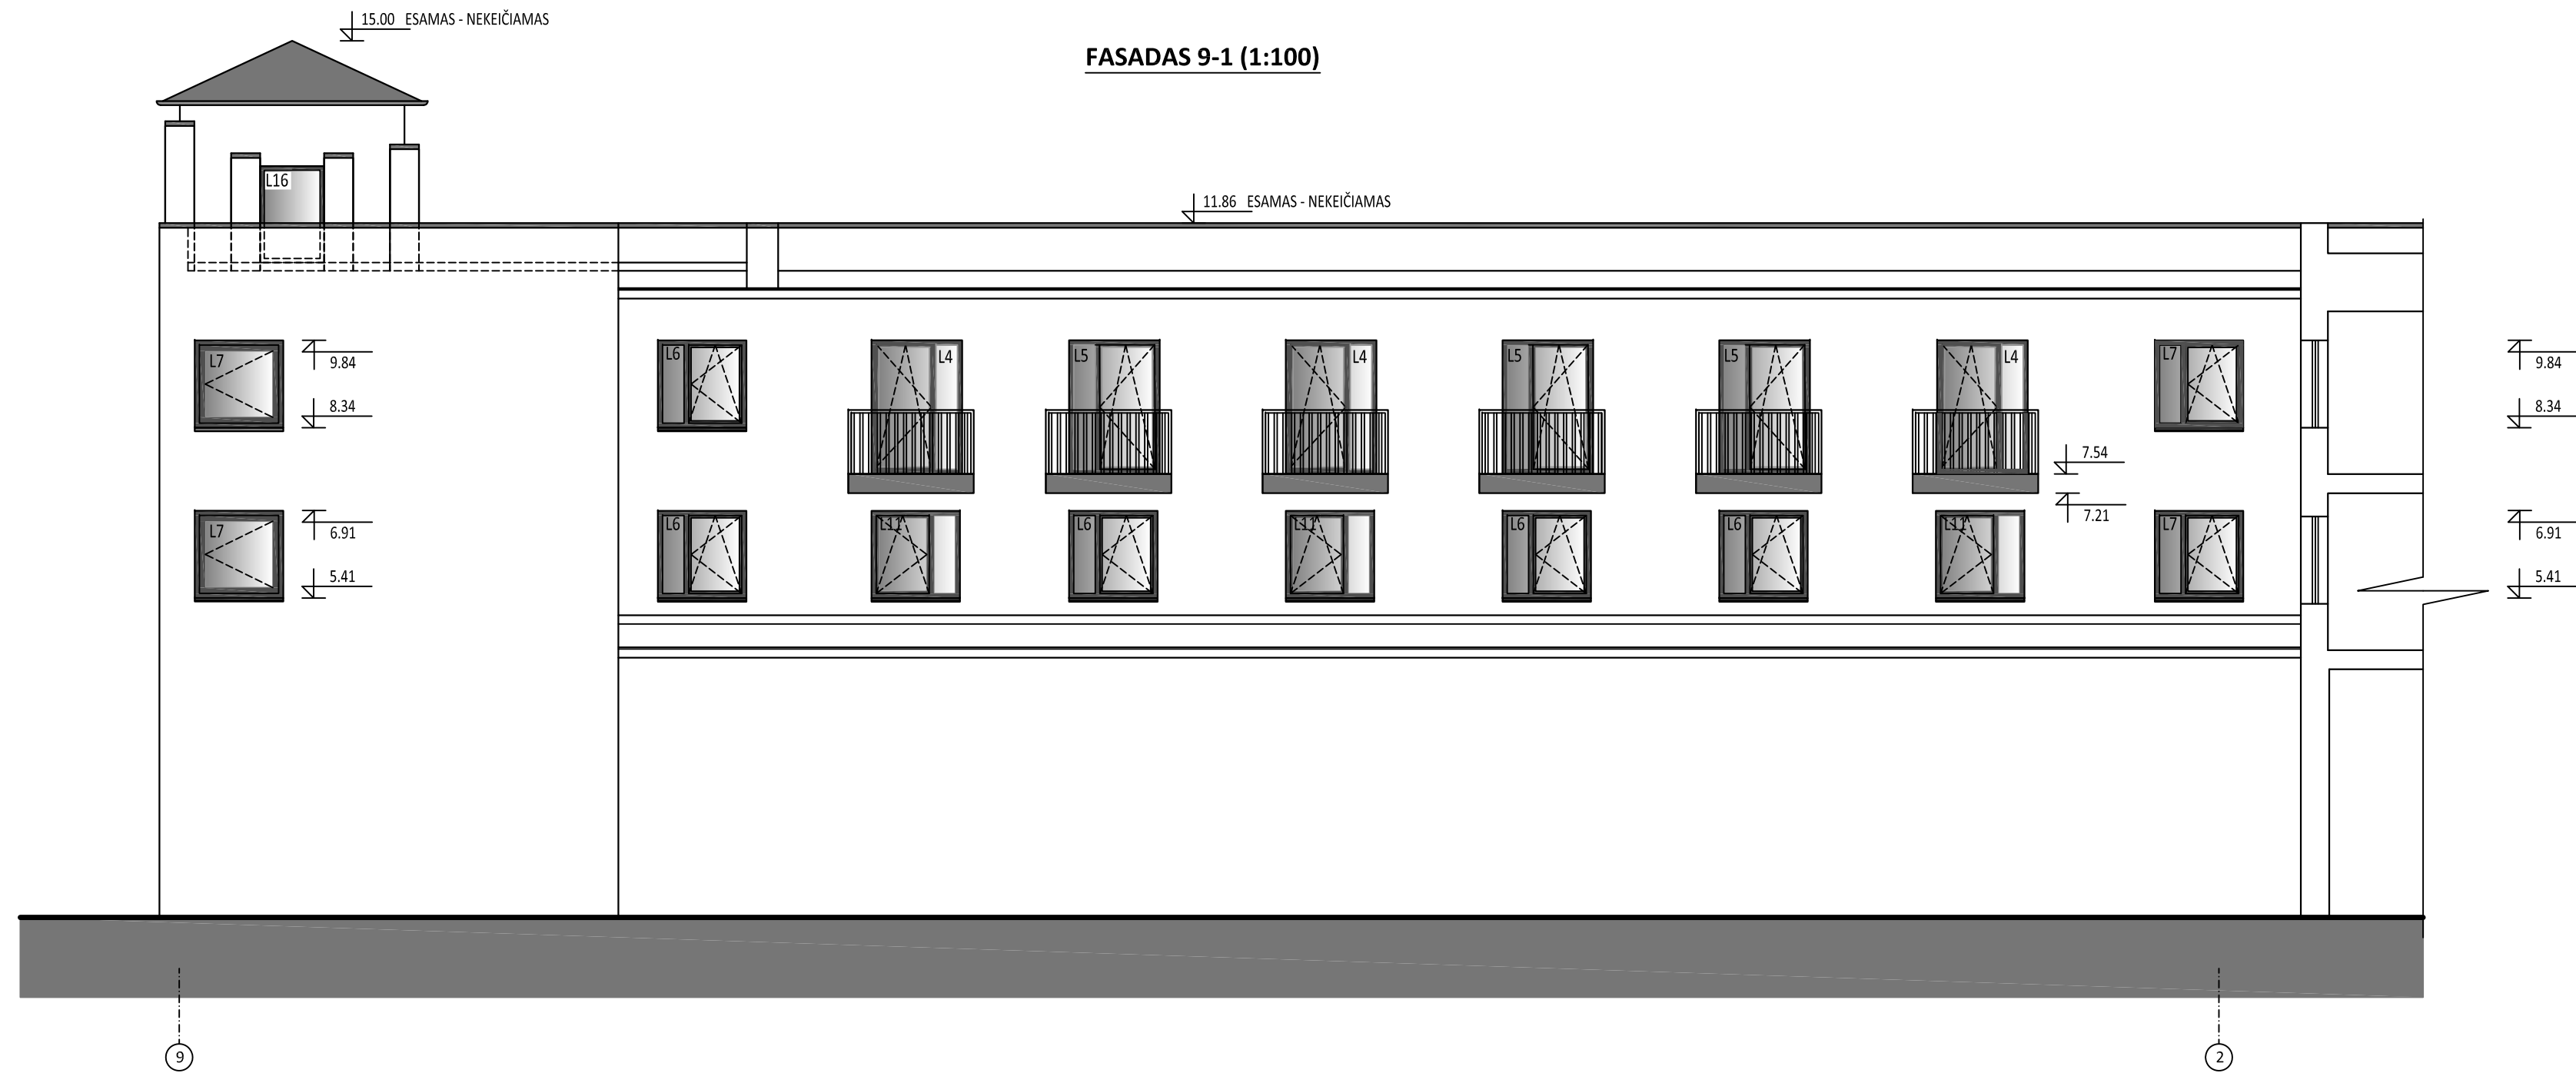 15.00 ESAMAS - NEKEIČIAMAS
FASADAS 9-1 (1:100)
L16
11.86 ESAMAS - NEKEIČIAMAS
L7
9.84
8.34
L6
L4
L5
L4
L5
L5
L4
L7
9.84
8.34
7.54
7.21
L7
6.91
5.41
L6
L11
L6
L11
L6
L6
L11
L7
6.91
5.41
9
2